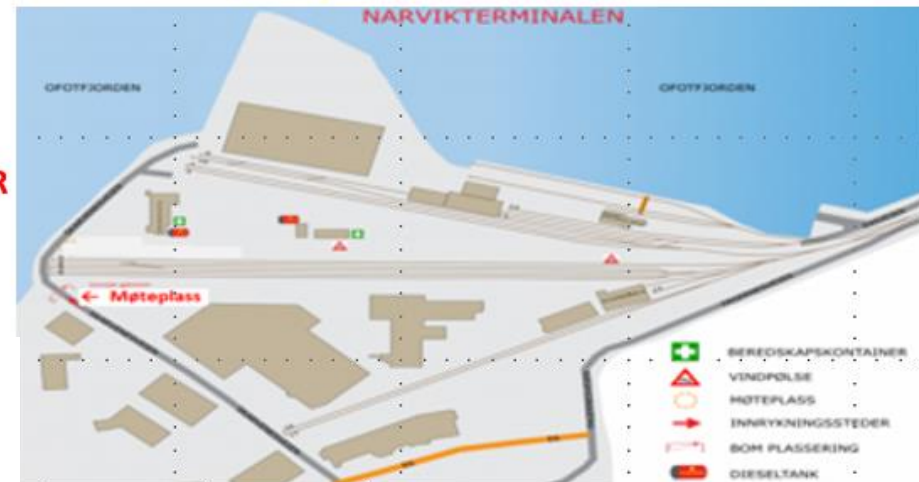 NARVIKTERMINALEN
OFOTFJORDEN
OFOTFJORDEN
R
← Møteplass
BEREDSKAPSKONTAINER
VINDPØLSE
MØTEPLASS
INNRYKNINGSSTEDER
BOM PLASSERING
DIESELTANK